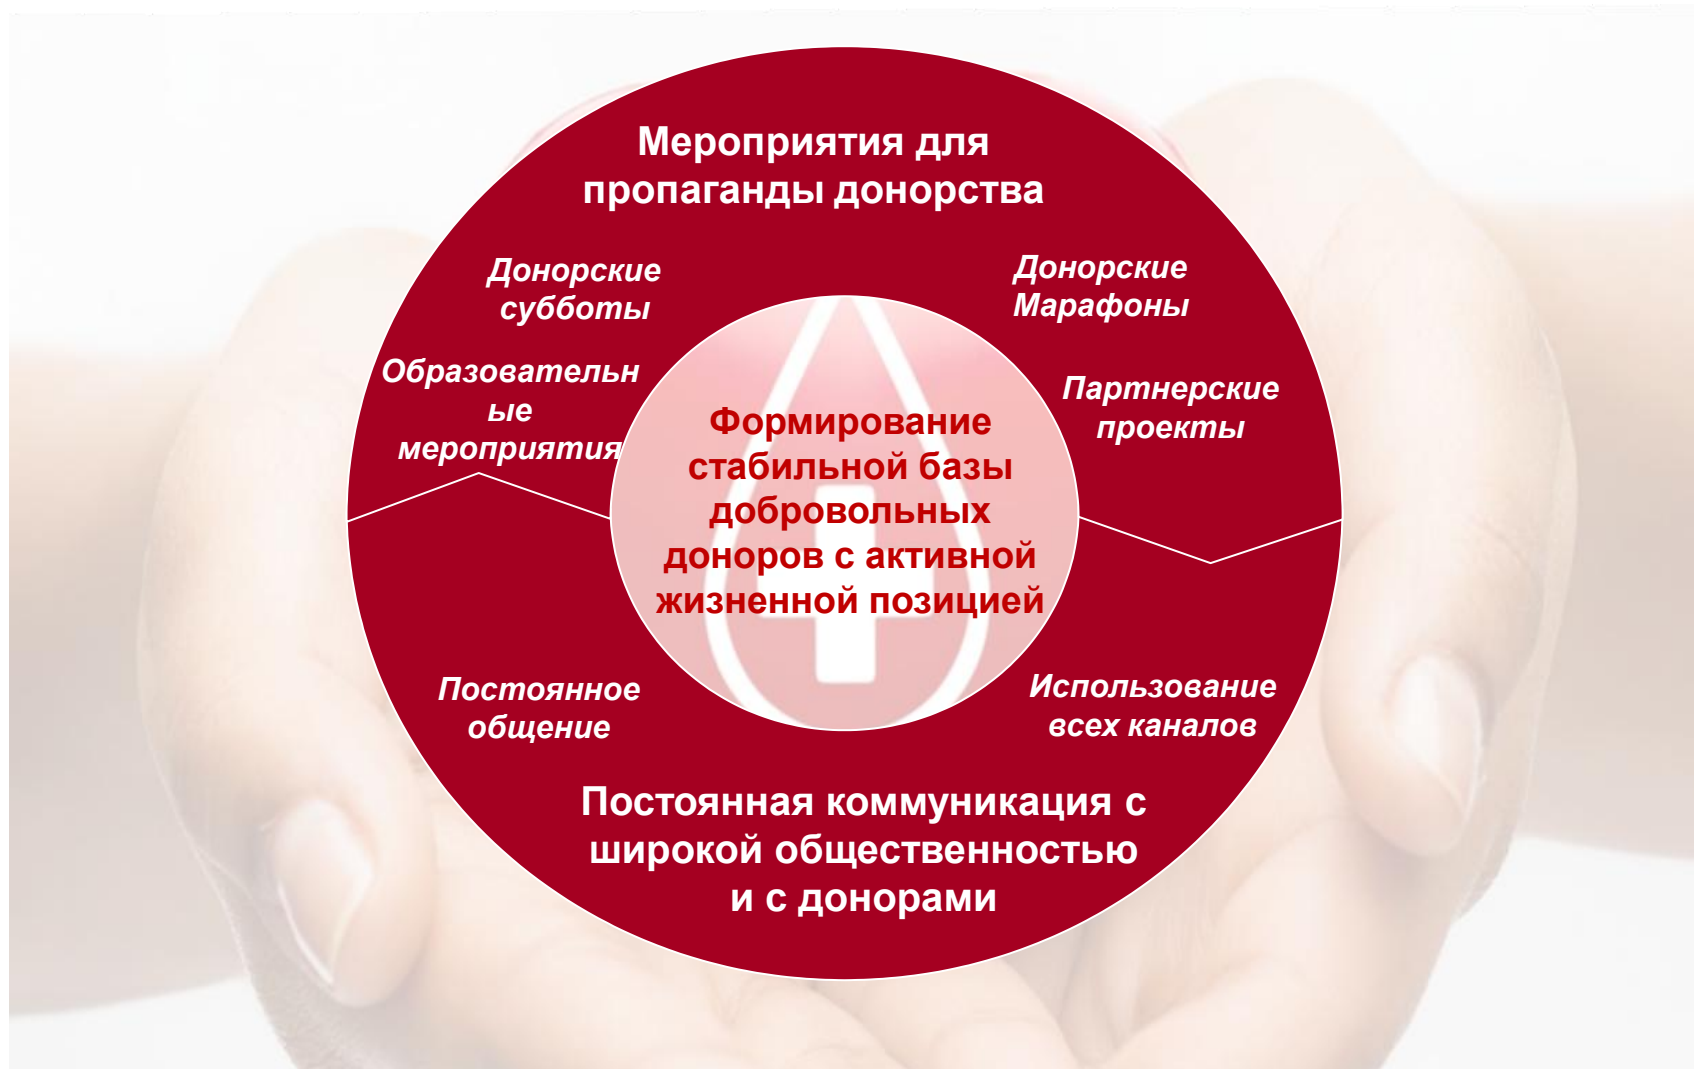 Мероприятия для
пропаганды донорства
Донорские
субботы
Донорские
Марафоны
Образовательн
ые
мероприятия
Партнерские
проекты
Формирование
стабильной базы
добровольных
доноров с активной
жизненной позицией
Постоянное
общение
Использование
всех каналов
Постоянная коммуникация с
широкой общественностью
и с донорами